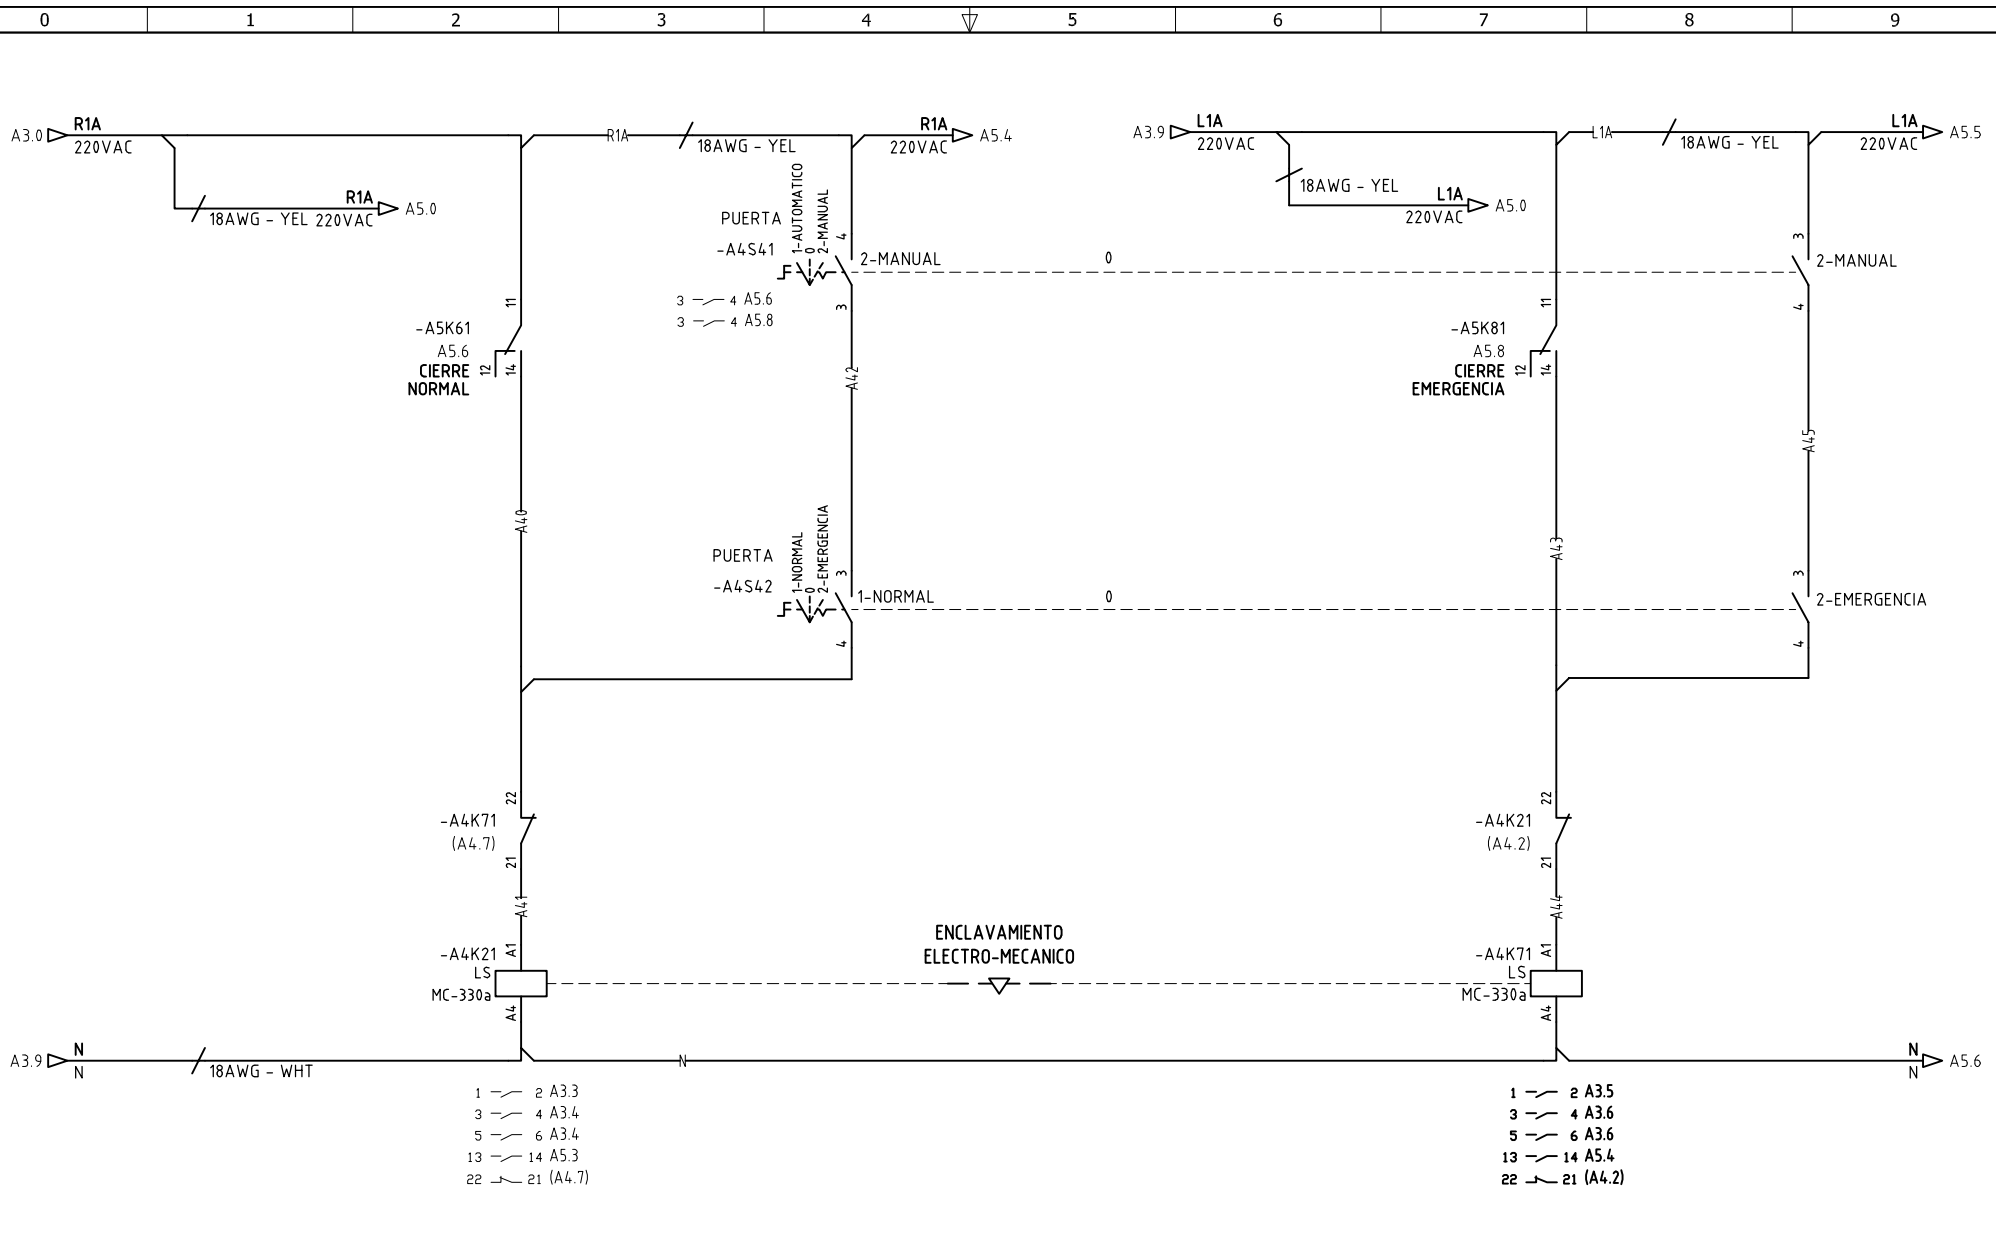 0 1 2 3 4 5 6 7 8 9
A3.0 R1A
220VAC
R1A
18AWG - YEL
R1A
220VAC
A5.4
A3.9 L1A
220VAC
L1A
18AWG - YEL
L1A
220VAC
A5.5
R1A
18AWG - YEL 220VAC
A5.0
18AWG - YEL
L1A
220VAC
A5.0
PUERTA
-A4S41
1-AUTOMATICO
0
2-MANUAL
4
3
2-MANUAL
0
3
4
2-MANUAL
3 4 A5.6
3 4 A5.8
-A5K61
A5.6
CIERRE
NORMAL
11
12
14
A42
-A5K81
A5.8
CIERRE
EMERGENCIA
11
12
14
A45
A40
A43
PUERTA
-A4S42
1-NORMAL
0
2-EMERGENCIA
3
4
1-NORMAL
0
3
4
2-EMERGENCIA
22
-A4K71
(A4.7)
21
A41
22
-A4K21
(A4.2)
21
A44
-A4K21
LS
MC-330a
A1
A4
ENCLAVAMIENTO
ELECTRO-MECANICO
-A4K71
LS
MC-330a
A1
A4
A3.9 N
N
18AWG - WHT
N
N
N
A5.6
1 2 A3.3
3 4 A3.4
5 6 A3.4
13 14 A5.3
22 21 (A4.7)
1 2 A3.5
3 4 A3.6
5 6 A3.6
13 14 A5.4
22 21 (A4.2)